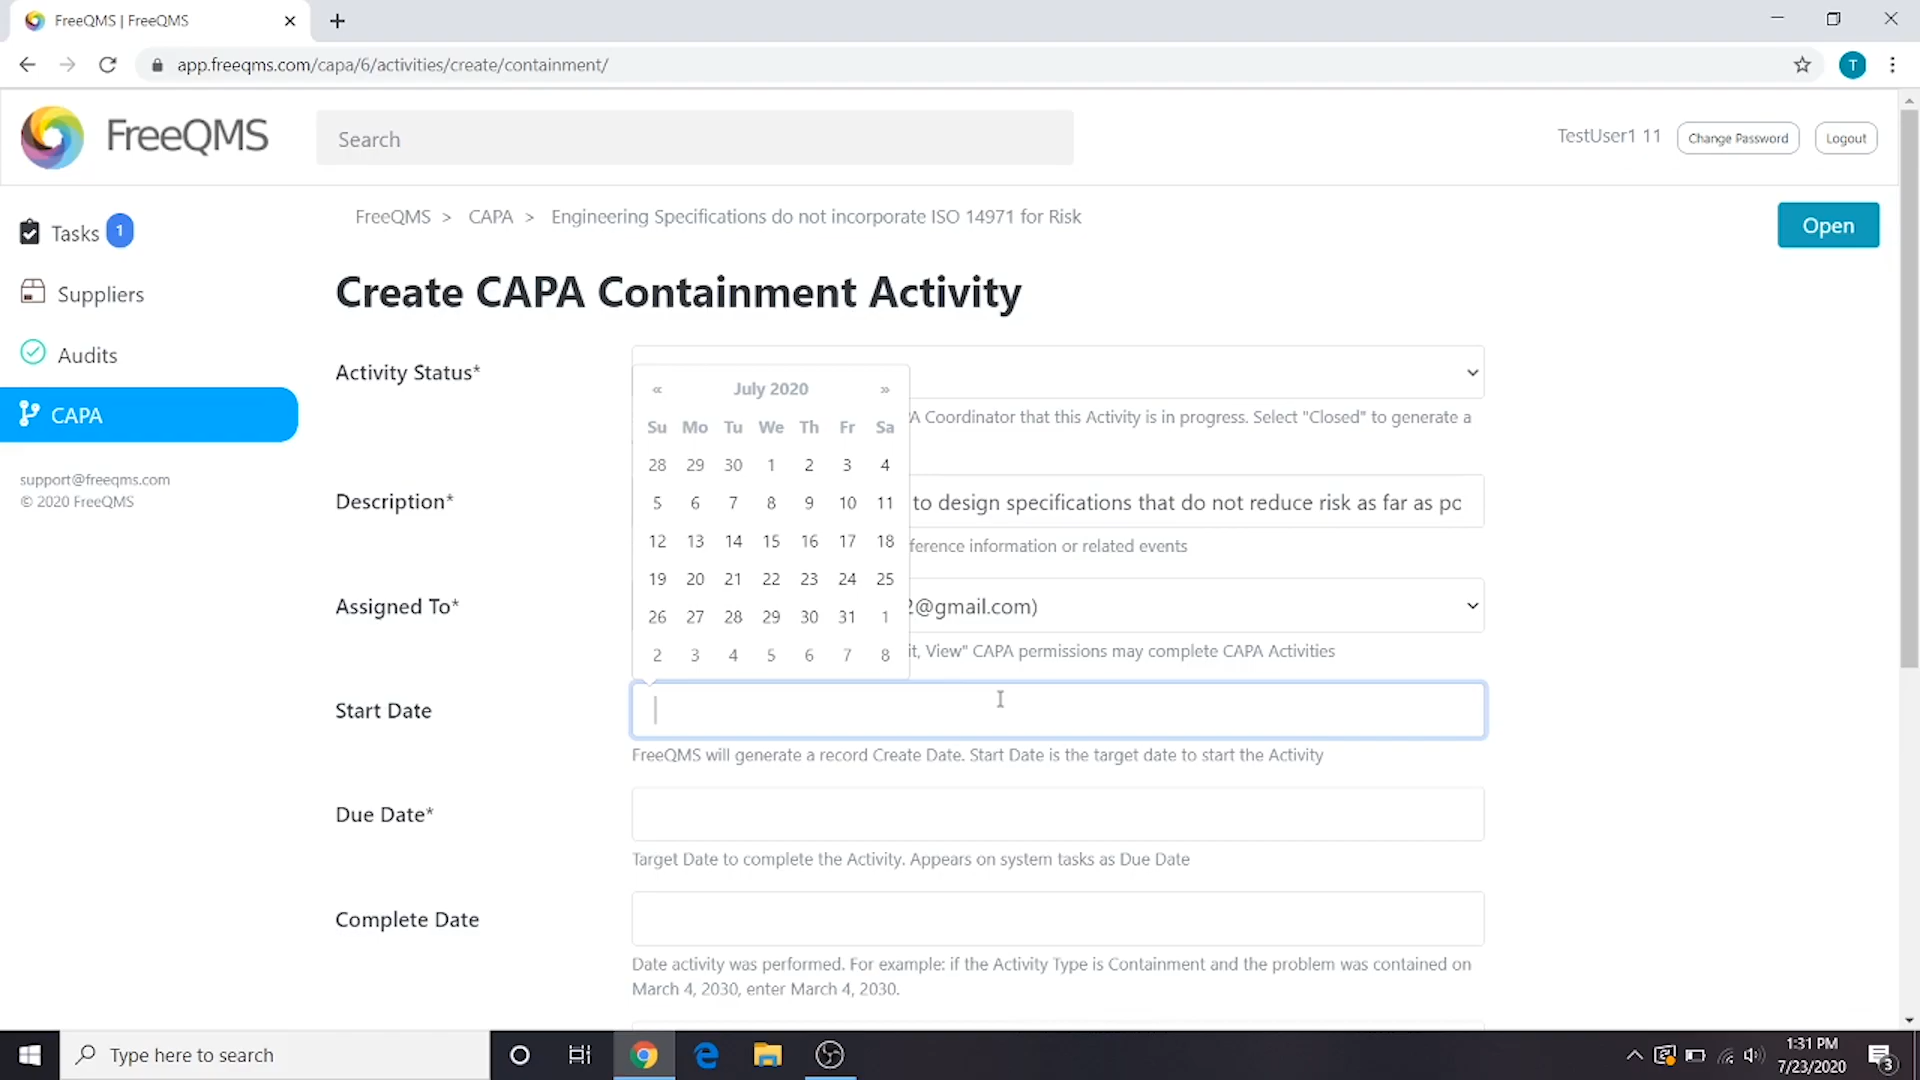 FreeQMS | FreeQMS
app.freeqms.com/capa/6/activities/create/containment/
T
FreeQMS
Search
TestUser1 11
Change Password
Logout
Tasks 1
Suppliers
Audits
CAPA
support@freeqms.com
© 2020 FreeQMS
FreeQMS > CAPA > Engineering Specifications do not incorporate ISO 14971 for Risk
Open
Create CAPA Containment Activity
Activity Status*
A Coordinator that this Activity is in progress. Select "Closed" to generate a
« July 2020 »
Su Mo Tu We Th Fr Sa
28 29 30 1 2 3 4
5 6 7 8 9 10 11
12 13 14 15 16 17 18
19 20 21 22 23 24 25
26 27 28 29 30 31 1
2 3 4 5 6 7 8
Description*
to design specifications that do not reduce risk as far as pc
ference information or related events
Assigned To*
2@gmail.com)
it, View" CAPA permissions may complete CAPA Activities
Start Date
FreeQMS will generate a record Create Date. Start Date is the target date to start the Activity
Due Date*
Target Date to complete the Activity. Appears on system tasks as Due Date
Complete Date
Date activity was performed. For example: if the Activity Type is Containment and the problem was contained on
March 4, 2030, enter March 4, 2030.
Type here to search
1:31 PM
7/23/2020
3